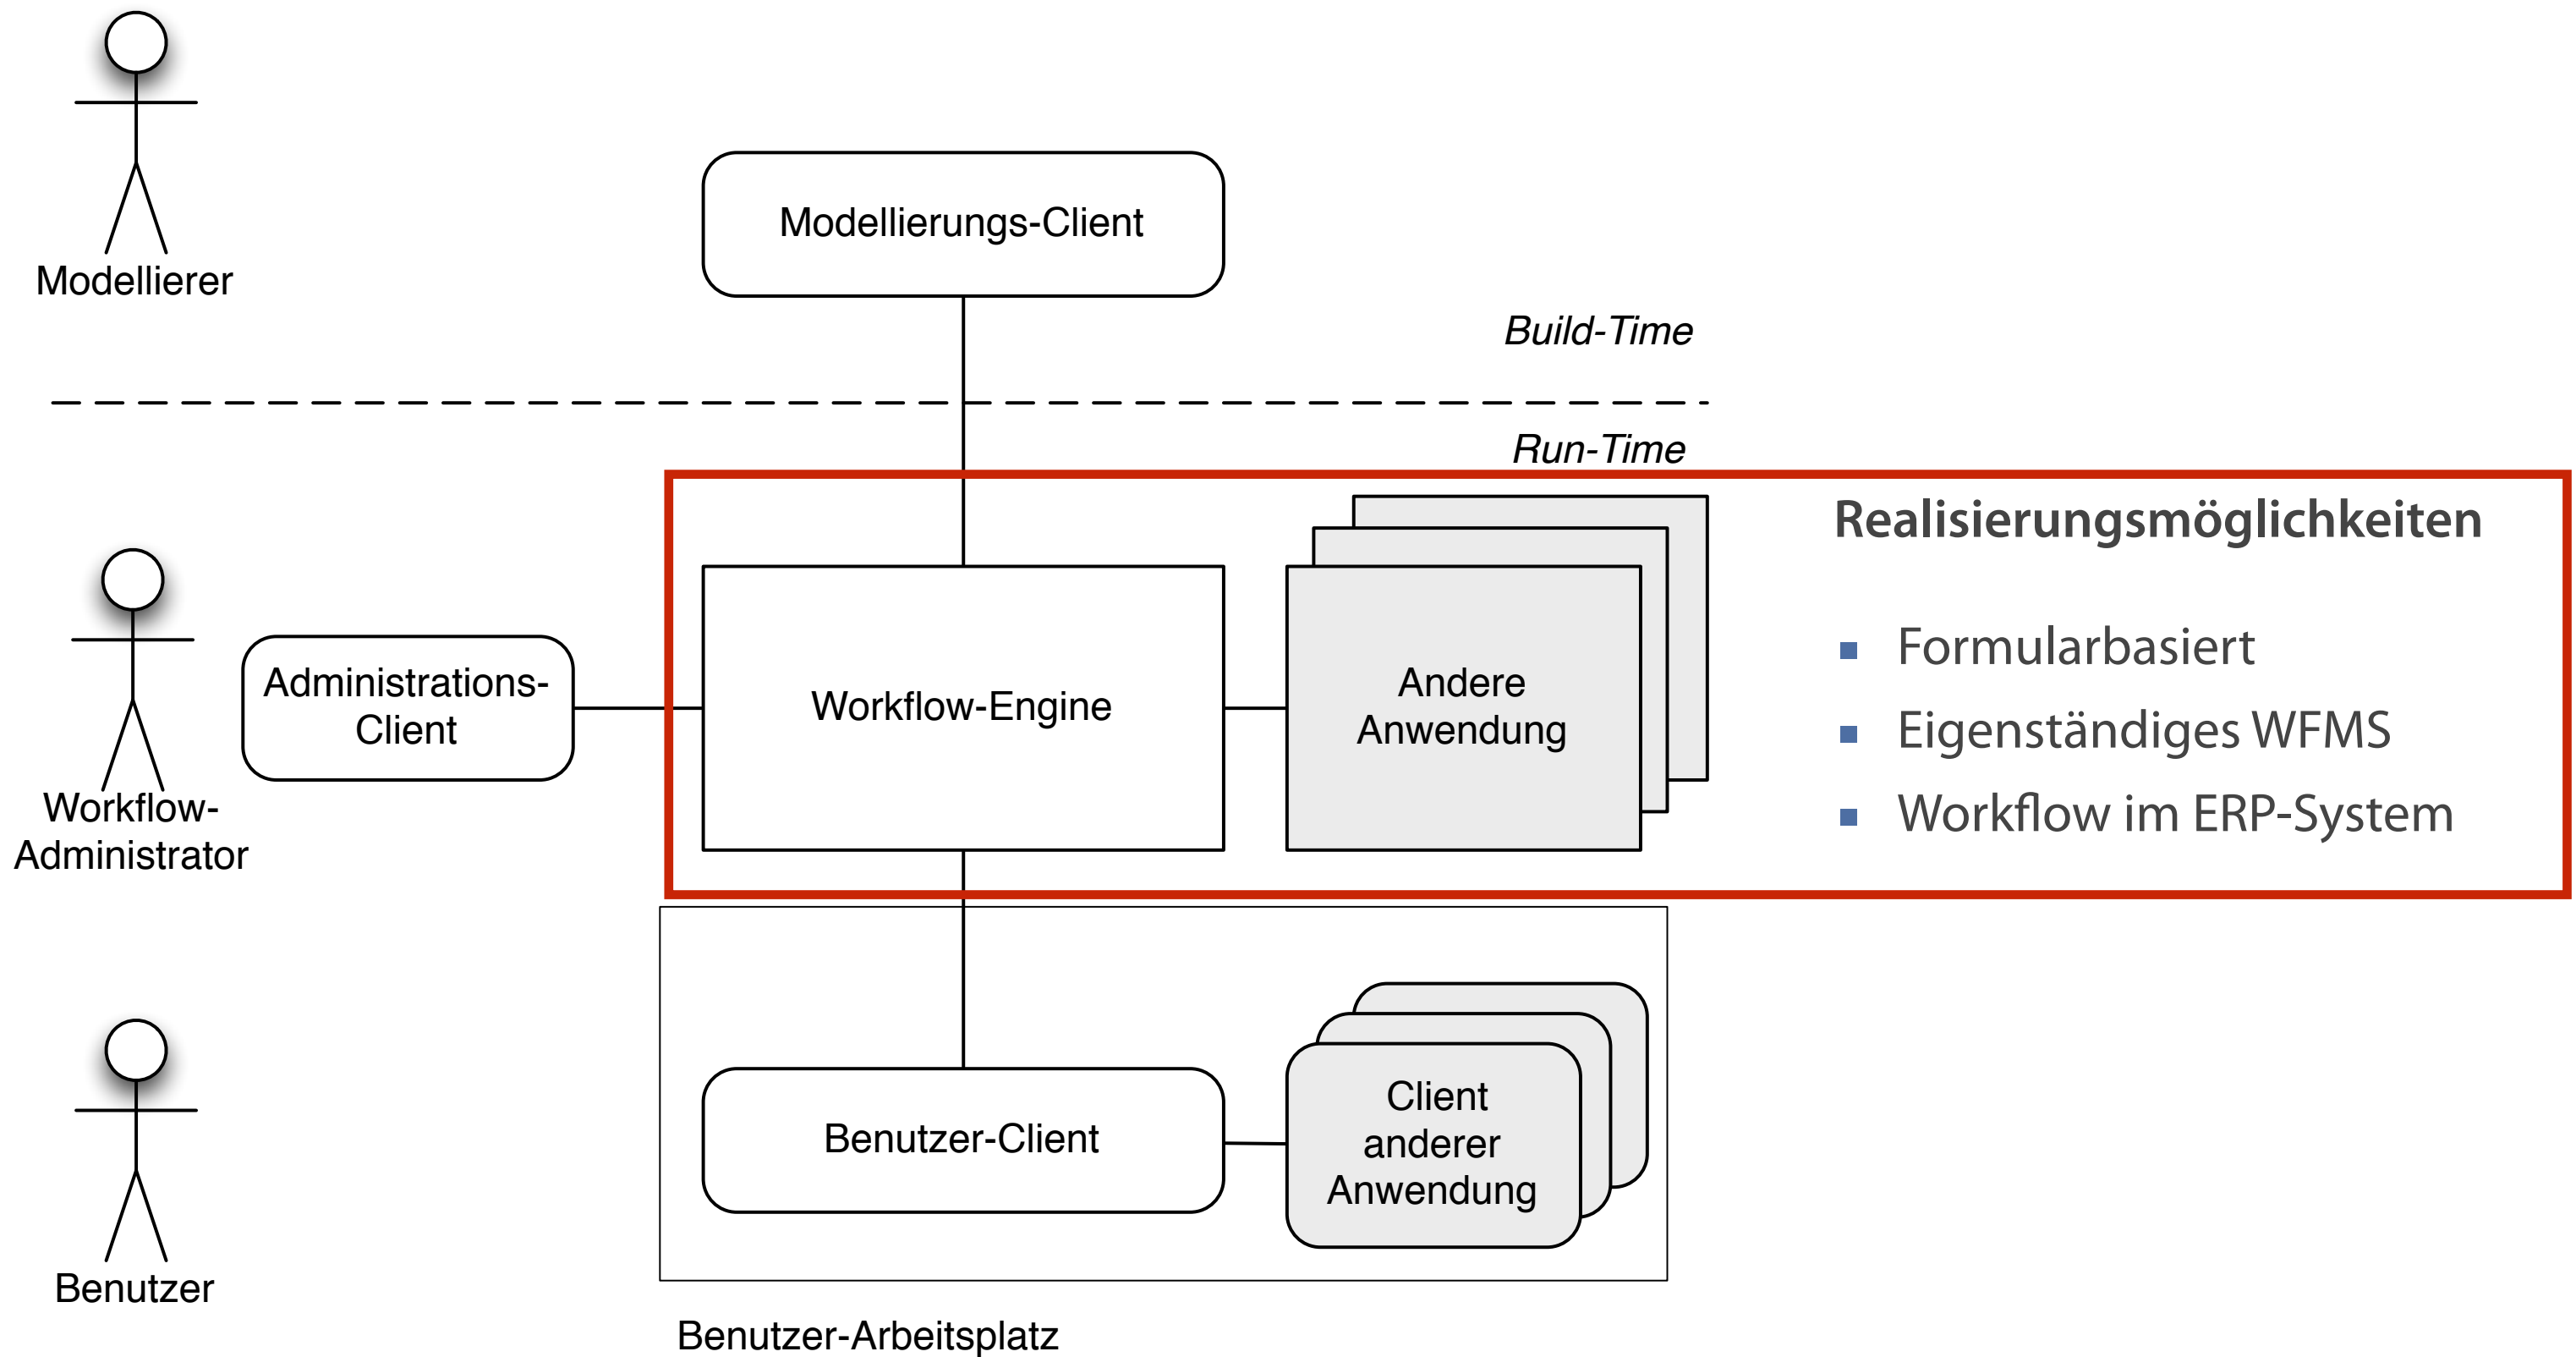 Modellierer
Modellierungs-Client
Build-Time
Run-Time
Workflow-
Administrator
Administrations-
Client
Workflow-Engine
Andere
Anwendung
Realisierungsmöglichkeiten
Formularbasiert
Eigenständiges WFMS
Workflow im ERP-System
Benutzer
Benutzer-Client
Client
anderer
Anwendung
Benutzer-Arbeitsplatz